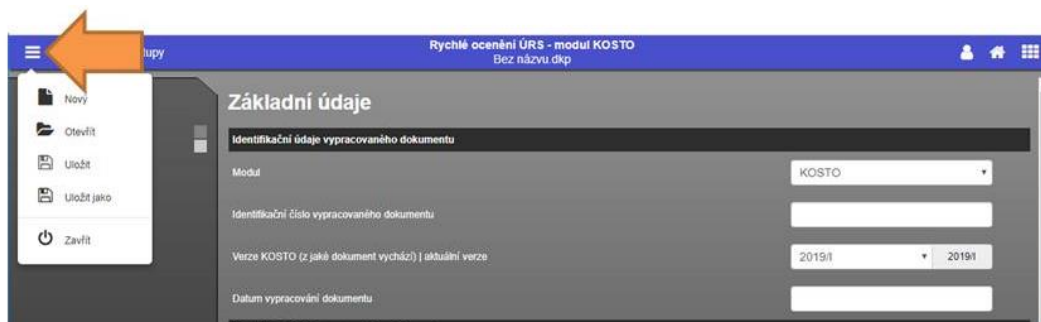 tupy
Rychlé ocenění ÚRS - modul KOSTO
Bez názvu.dkp
Nový
Otevřít
Uložit
Uložit jako
Zavřít
Základní údaje
Identifikační údaje vypracovaného dokumentu
Modul
KOSTO
Identifikační číslo vypracovaného dokumentu
Verze KOSTO (z jaké dokument vychází) | aktuální verze
2019/I
2019/I
Datum vypracování dokumentu